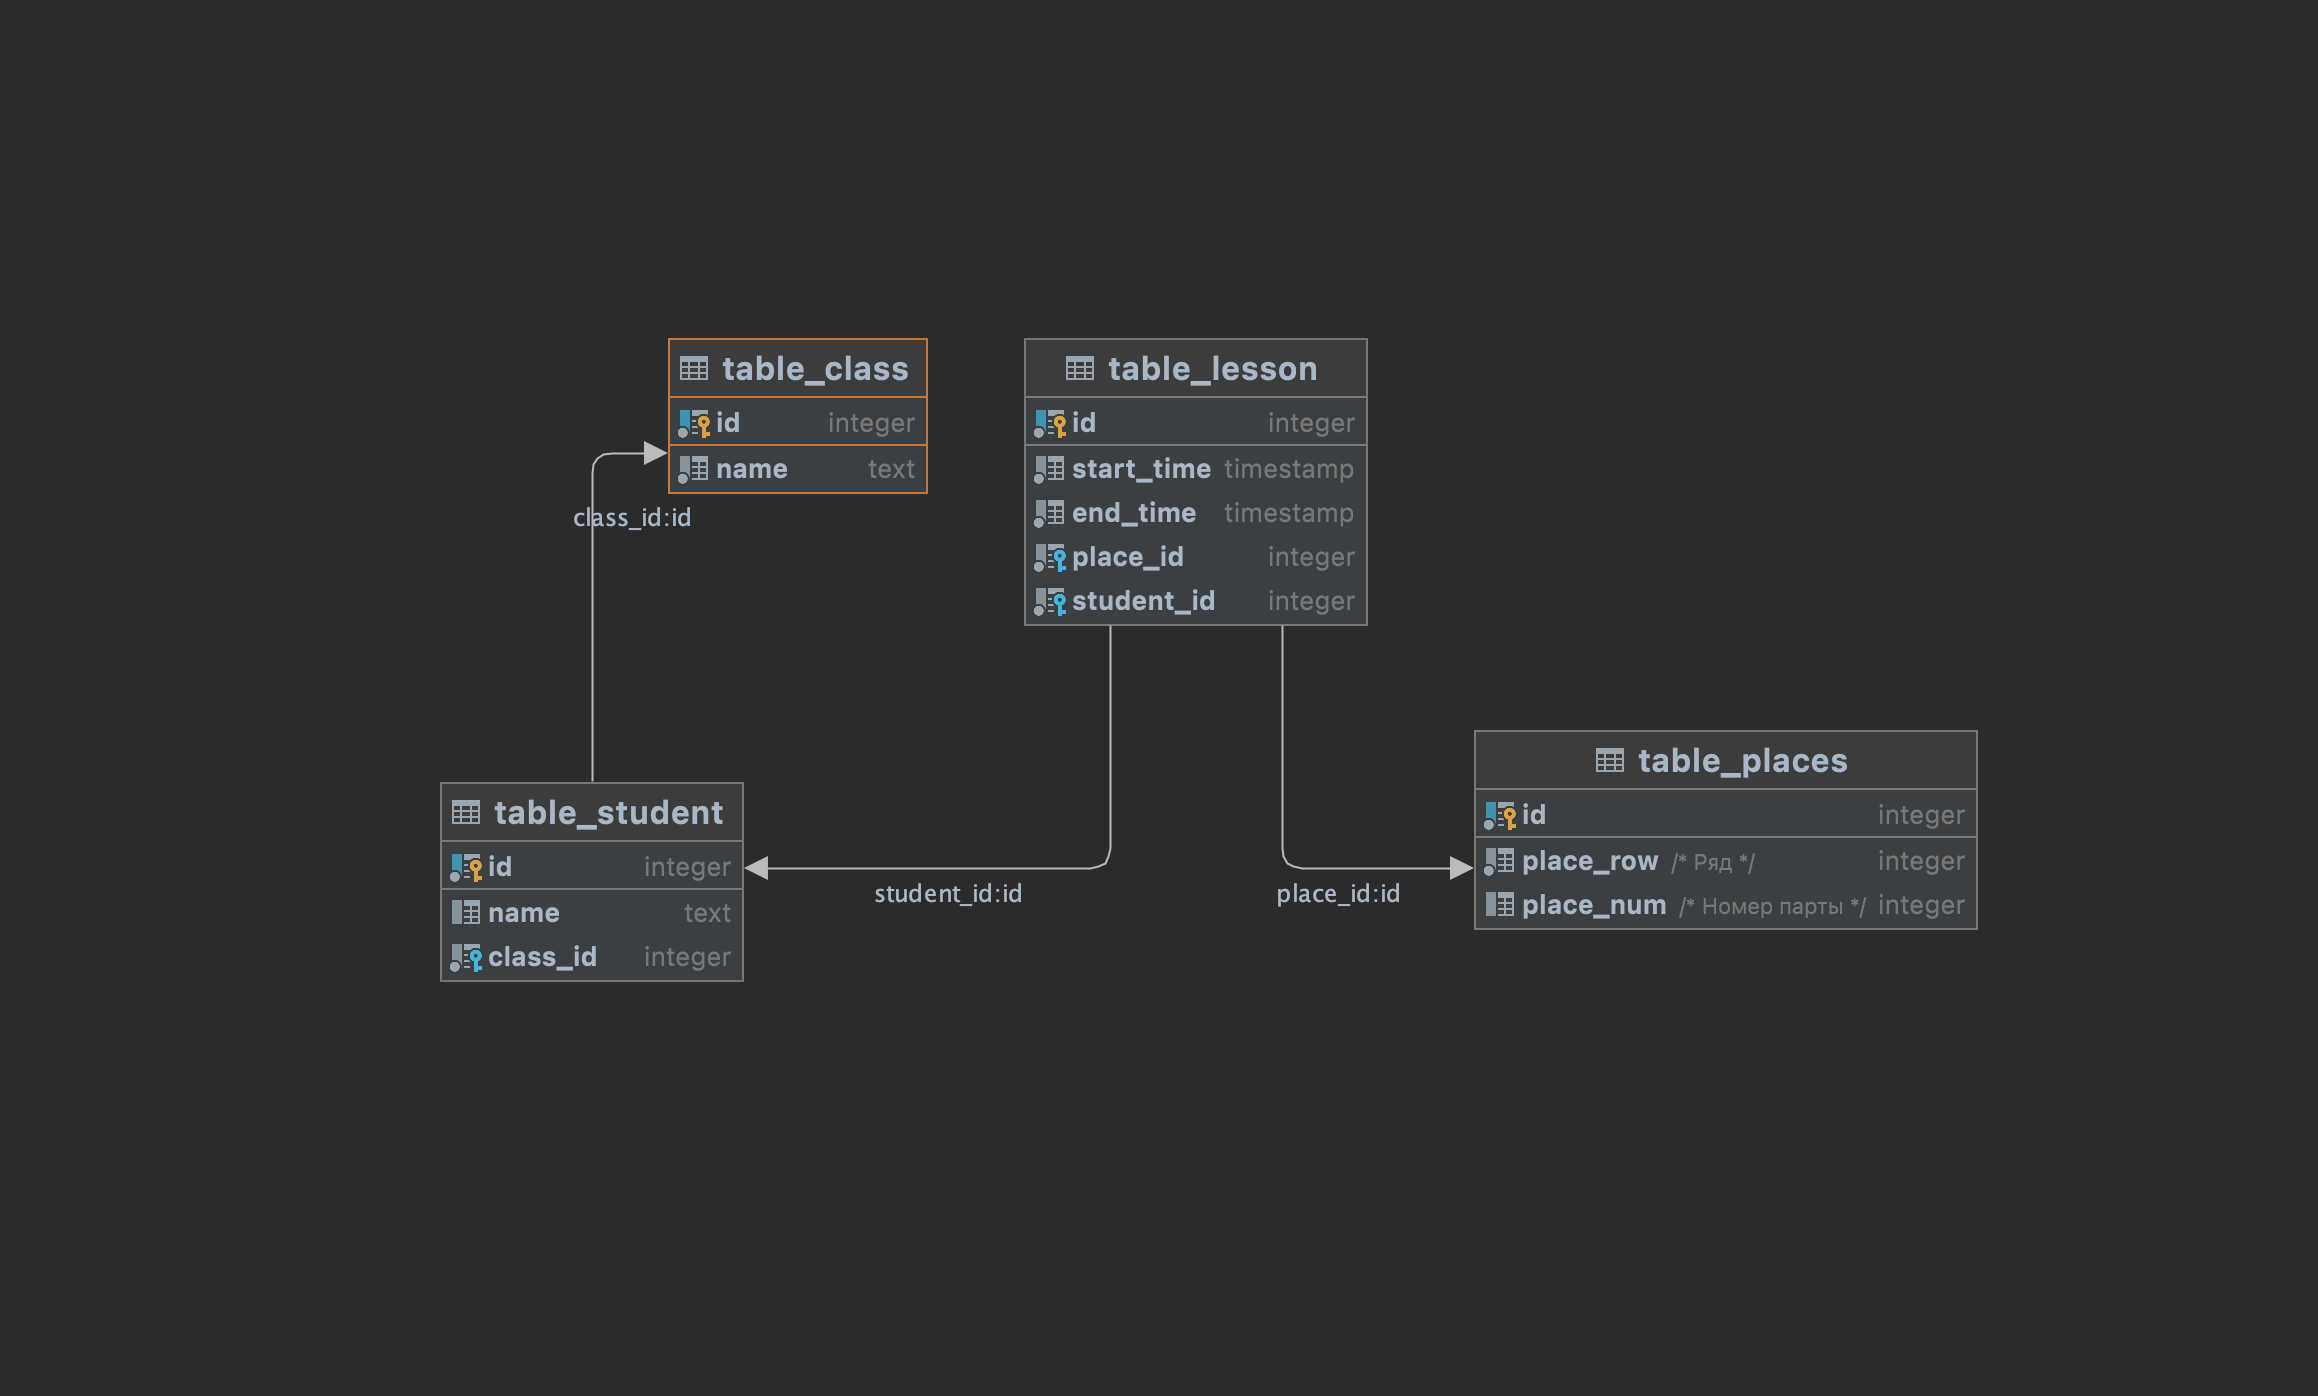 table_class
id integer
name text
class_id:id
table_lesson
id integer
start_time timestamp
end_time timestamp
place_id integer
student_id integer
table_student
id integer
name text
class_id integer
student_id:id
place_id:id
table_places
id integer
place_row /* Ряд */ integer
place_num /* Номер парты */ integer